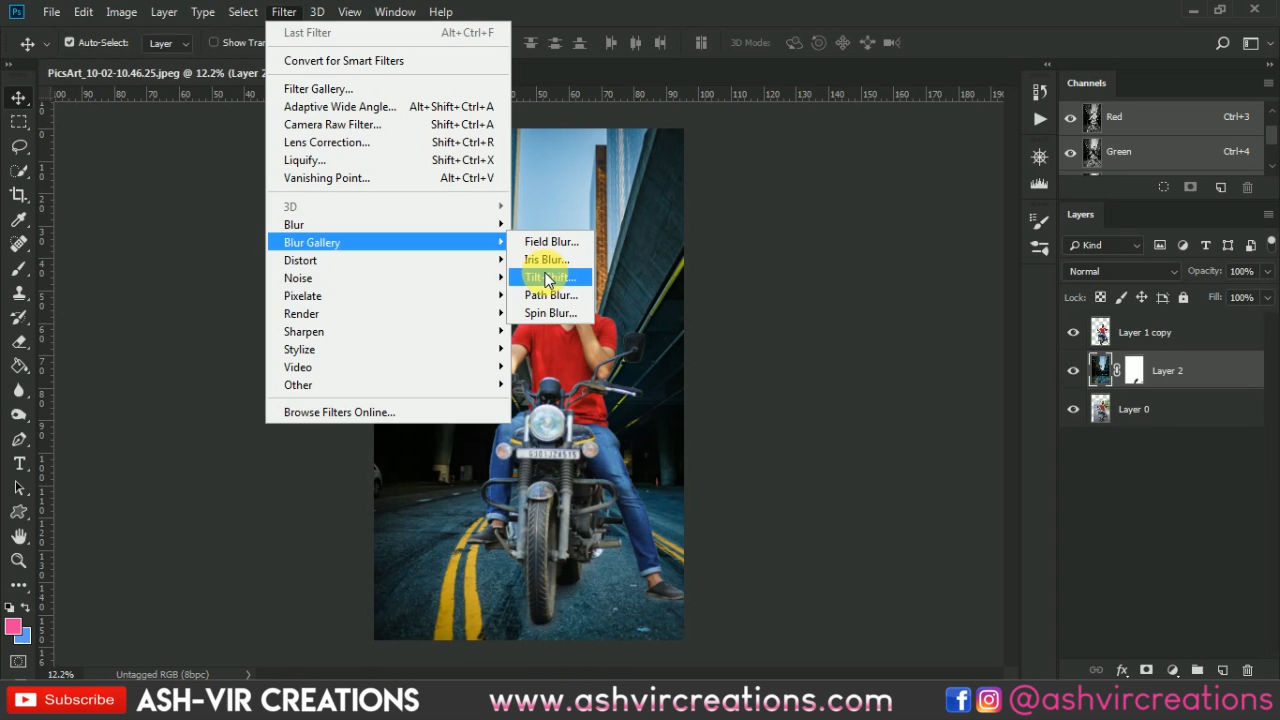 Ps File Edit Image Layer Type Select Filter 3D View Window Help
Auto-Select: Layer Show Tra 3D Mode:
PicsArt_10-02-10.46.25.jpeg @ 12.2% (Layer 2
Last Filter Alt+Ctrl+F
Convert for Smart Filters
Filter Gallery...
Adaptive Wide Angle... Alt+Shift+Ctrl+A
Camera Raw Filter... Shift+Ctrl+A
Lens Correction... Shift+Ctrl+R
Liquify... Shift+Ctrl+X
Vanishing Point... Alt+Ctrl+V
3D
Blur
Blur Gallery
Distort
Noise
Pixelate
Render
Sharpen
Stylize
Video
Other
Browse Filters Online...
Field Blur...
Iris Blur...
Tilt-Shift...
Path Blur...
Spin Blur...
Channels
Red Ctrl+3
Green Ctrl+4
Layers
Kind
Normal Opacity: 100%
Lock: Fill: 100%
Layer 1 copy
Layer 2
Layer 0
12.2% Untagged RGB (8bpc)
Subscribe ASH-VIR CREATIONS www.ashvircreations.com @ashvircreations